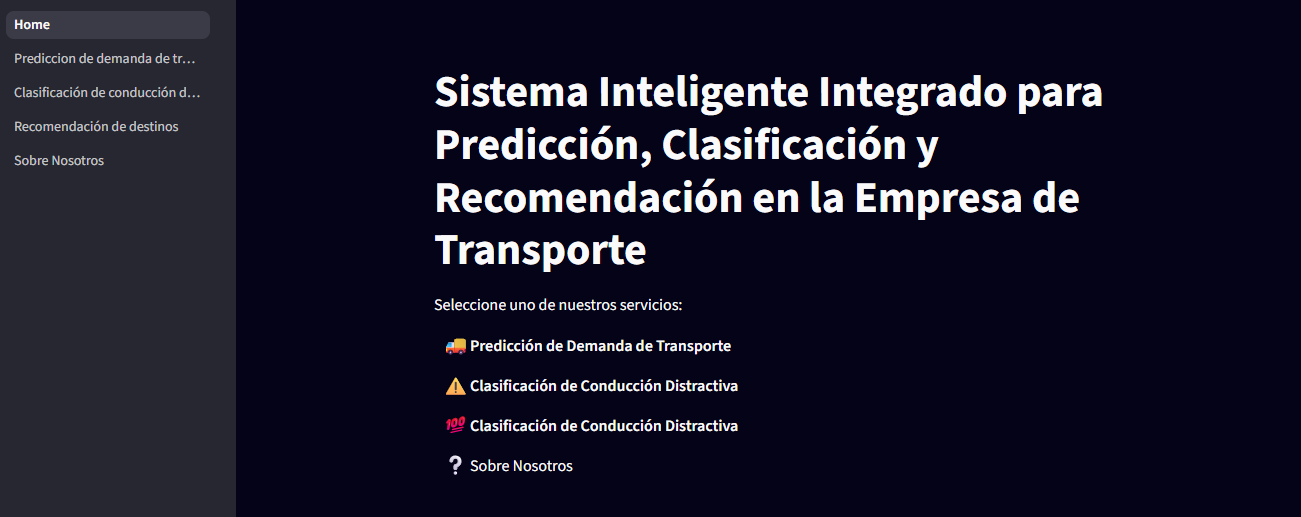 Home
Prediccion de demanda de tr...
Clasificación de conducción d...
Recomendación de destinos
Sobre Nosotros
Sistema Inteligente Integrado para
Predicción, Clasificación y
Recomendación en la Empresa de
Transporte
Seleccione uno de nuestros servicios:
🚚 Predicción de Demanda de Transporte
⚠️ Clasificación de Conducción Distractiva
💯 Clasificación de Conducción Distractiva
❔ Sobre Nosotros